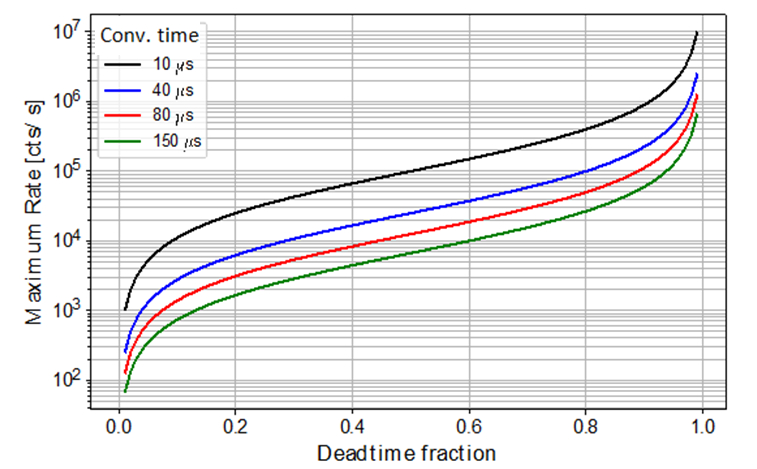 10⁷
10⁶
10⁵
10⁴
10³
10²
Maximum Rate [cts/ s]
Conv. time
10 μs
40 μs
80 μs
150 μs
0.0 0.2 0.4 0.6 0.8 1.0
Deadtime fraction